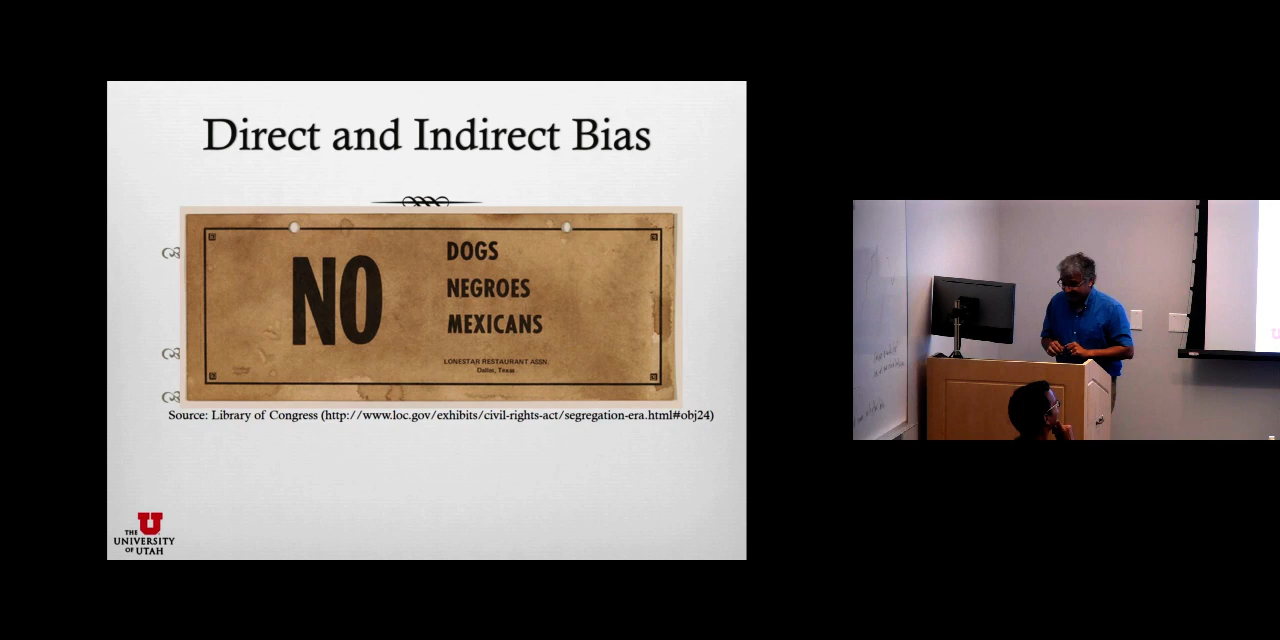 Direct and Indirect Bias
NO
DOGS
NEGROES
MEXICANS
LONESTAR RESTAURANT ASSN.
Dallas, Texas
Source: Library of Congress (http://www.loc.gov/exhibits/civil-rights-act/segregation-era.html#obj24)
THE
UNIVERSITY
OF UTAH
U